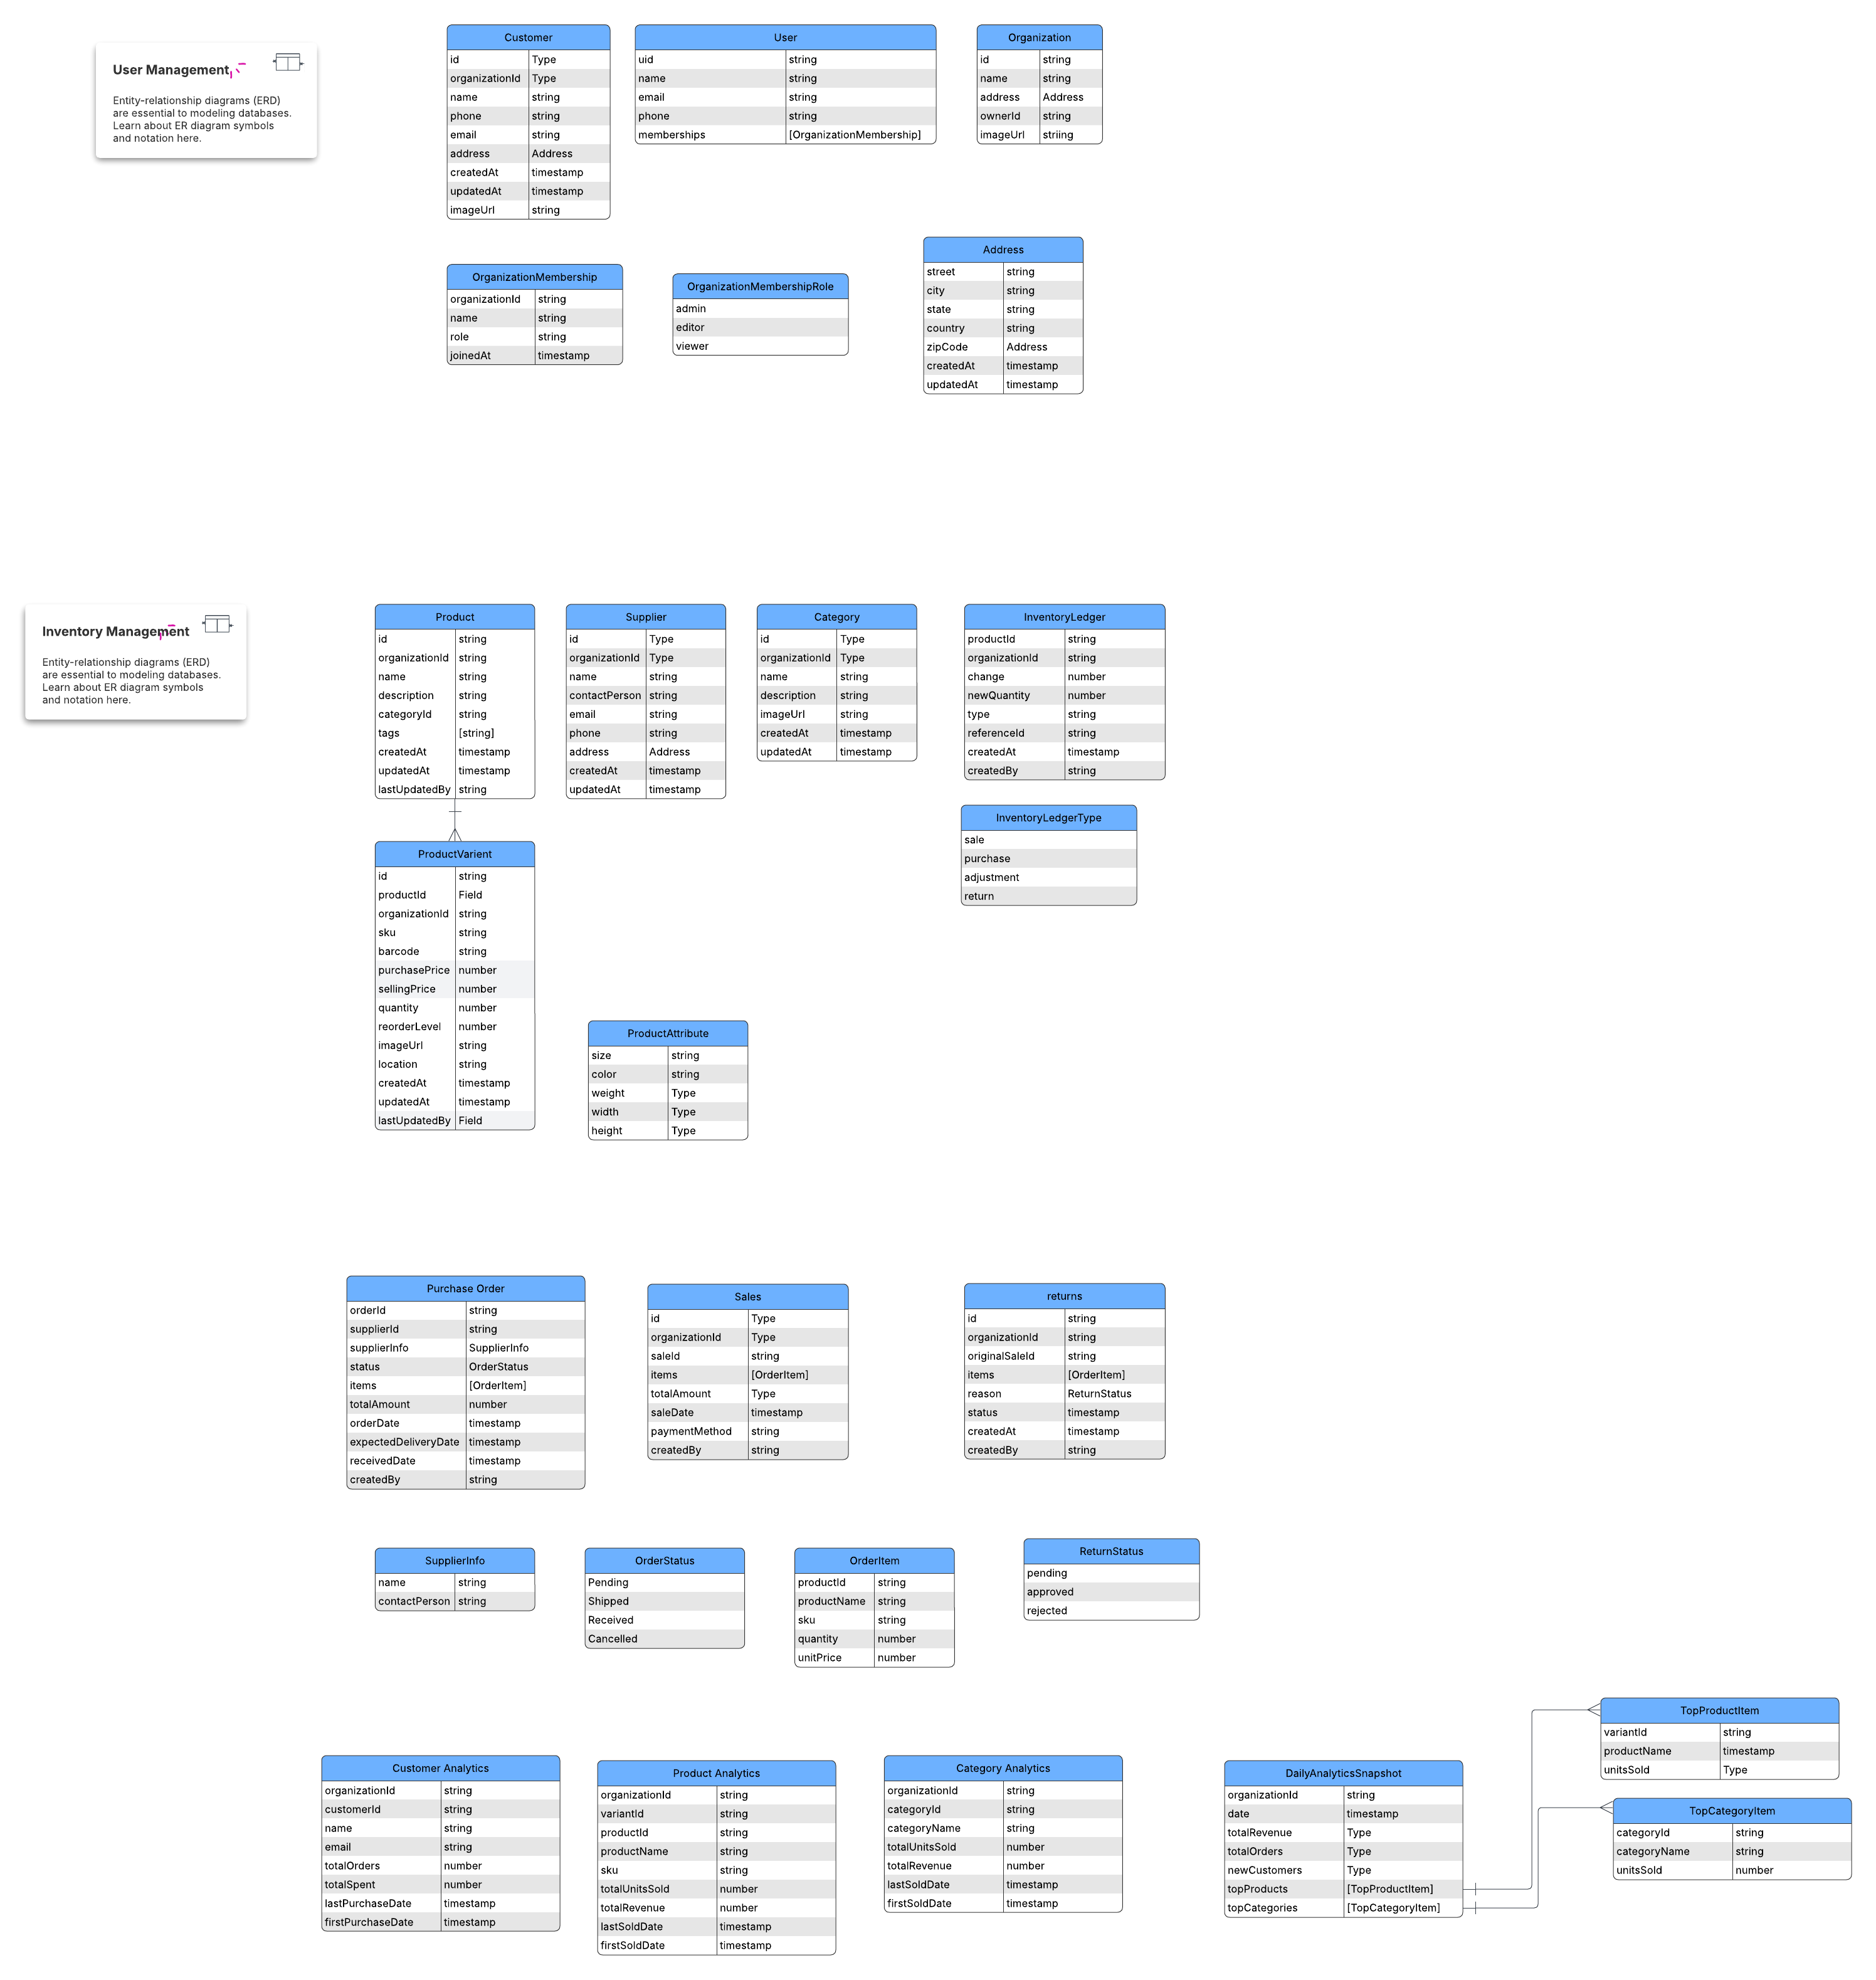 User Management
Entity-relationship diagrams (ERD)
are essential to modeling databases.
Learn about ER diagram symbols
and notation here.
Customer
id Type
organizationId Type
name string
phone string
email string
address Address
createdAt timestamp
updatedAt timestamp
imageUrl string
User
uid string
name string
email string
phone string
memberships [OrganizationMembership]
Organization
id string
name string
address Address
ownerId string
imageUrl striing
OrganizationMembership
organizationId string
name string
role string
joinedAt timestamp
OrganizationMembershipRole
admin
editor
viewer
Address
street string
city string
state string
country string
zipCode Address
createdAt timestamp
updatedAt timestamp
Inventory Management
Entity-relationship diagrams (ERD)
are essential to modeling databases.
Learn about ER diagram symbols
and notation here.
Product
id string
organizationId string
name string
description string
categoryId string
tags [string]
createdAt timestamp
updatedAt timestamp
lastUpdatedBy string
Supplier
id Type
organizationId Type
name string
contactPerson string
email string
phone string
address Address
createdAt timestamp
updatedAt timestamp
Category
id Type
organizationId Type
name string
description string
imageUrl string
createdAt timestamp
updatedAt timestamp
InventoryLedger
productId string
organizationId string
change number
newQuantity number
type string
referenceId string
createdAt timestamp
createdBy string
InventoryLedgerType
sale
purchase
adjustment
return
ProductVarient
id string
productId Field
organizationId string
sku string
barcode string
purchasePrice number
sellingPrice number
quantity number
reorderLevel number
imageUrl string
location string
createdAt timestamp
updatedAt timestamp
lastUpdatedBy Field
ProductAttribute
size string
color string
weight Type
width Type
height Type
Purchase Order
orderId string
supplierId string
supplierInfo SupplierInfo
status OrderStatus
items [OrderItem]
totalAmount number
orderDate timestamp
expectedDeliveryDate timestamp
receivedDate timestamp
createdBy string
Sales
id Type
organizationId Type
saleId string
items [OrderItem]
totalAmount Type
saleDate timestamp
paymentMethod string
createdBy string
returns
id string
organizationId string
originalSaleId string
items [OrderItem]
reason ReturnStatus
status timestamp
createdAt timestamp
createdBy string
SupplierInfo
name string
contactPerson string
OrderStatus
Pending
Shipped
Received
Cancelled
OrderItem
productId string
productName string
sku string
quantity number
unitPrice number
ReturnStatus
pending
approved
rejected
Customer Analytics
organizationId string
customerId string
name string
email string
totalOrders number
totalSpent number
lastPurchaseDate timestamp
firstPurchaseDate timestamp
Product Analytics
organizationId string
variantId string
productId string
productName string
sku string
totalUnitsSold number
totalRevenue number
lastSoldDate timestamp
firstSoldDate timestamp
Category Analytics
organizationId string
categoryId string
categoryName string
totalUnitsSold number
totalRevenue number
lastSoldDate timestamp
firstSoldDate timestamp
DailyAnalyticsSnapshot
organizationId string
date timestamp
totalRevenue Type
totalOrders Type
newCustomers Type
topProducts [TopProductItem]
topCategories [TopCategoryItem]
TopProductItem
variantId string
productName timestamp
unitsSold Type
TopCategoryItem
categoryId string
categoryName string
unitsSold number